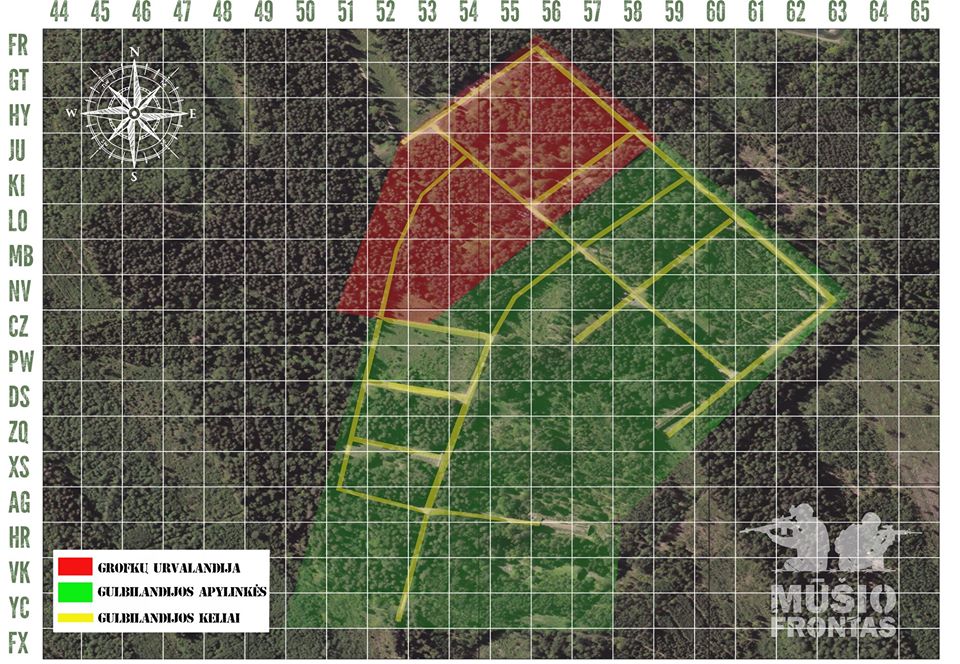 44 45 46 47 48 49 50 51 52 53 54 55 56 57 58 59 60 61 62 63 64 65
FR
GT
HY
JU
KI
LO
MB
NV
CZ
PW
DS
ZQ
XS
AG
HR
VK
YC
FX
N
W E
S
GROFKŲ URVALANDIJA
GULBILANDIJOS APYLINKĖS
GULBILANDIJOS KELIAI
MŪŠIO
FRONTAS